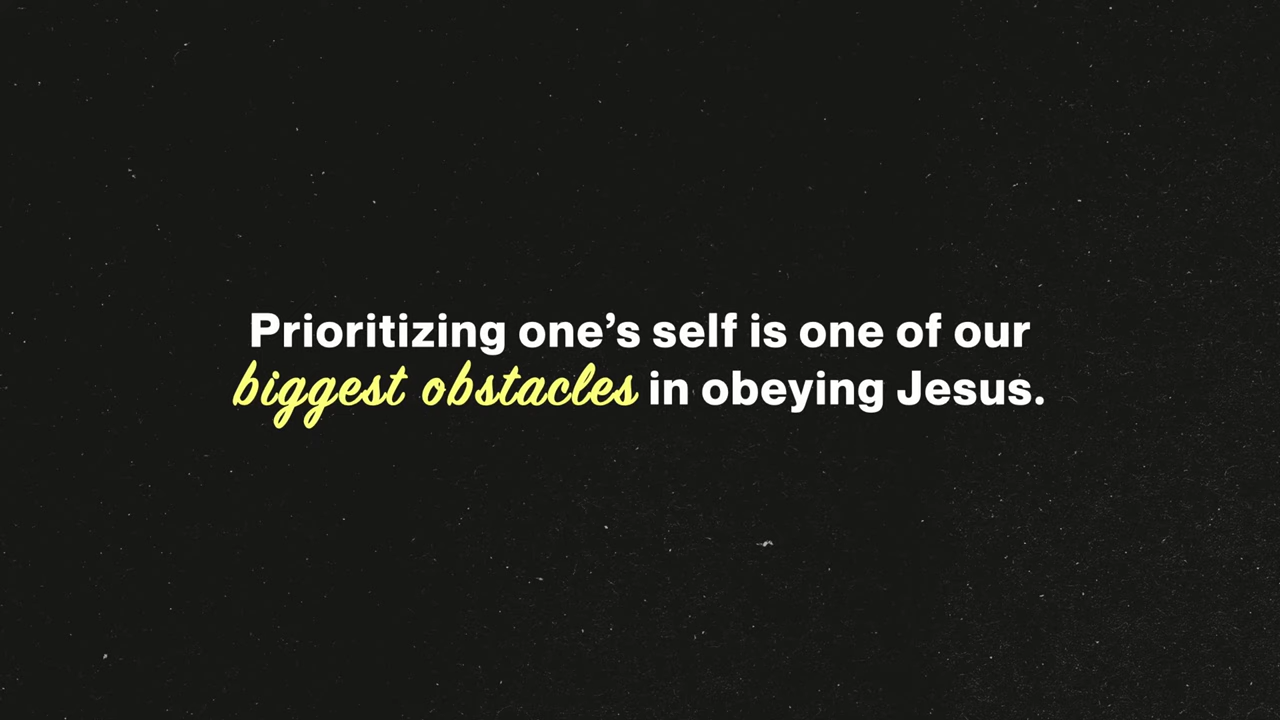 Prioritizing one’s self is one of our
biggest obstacles in obeying Jesus.